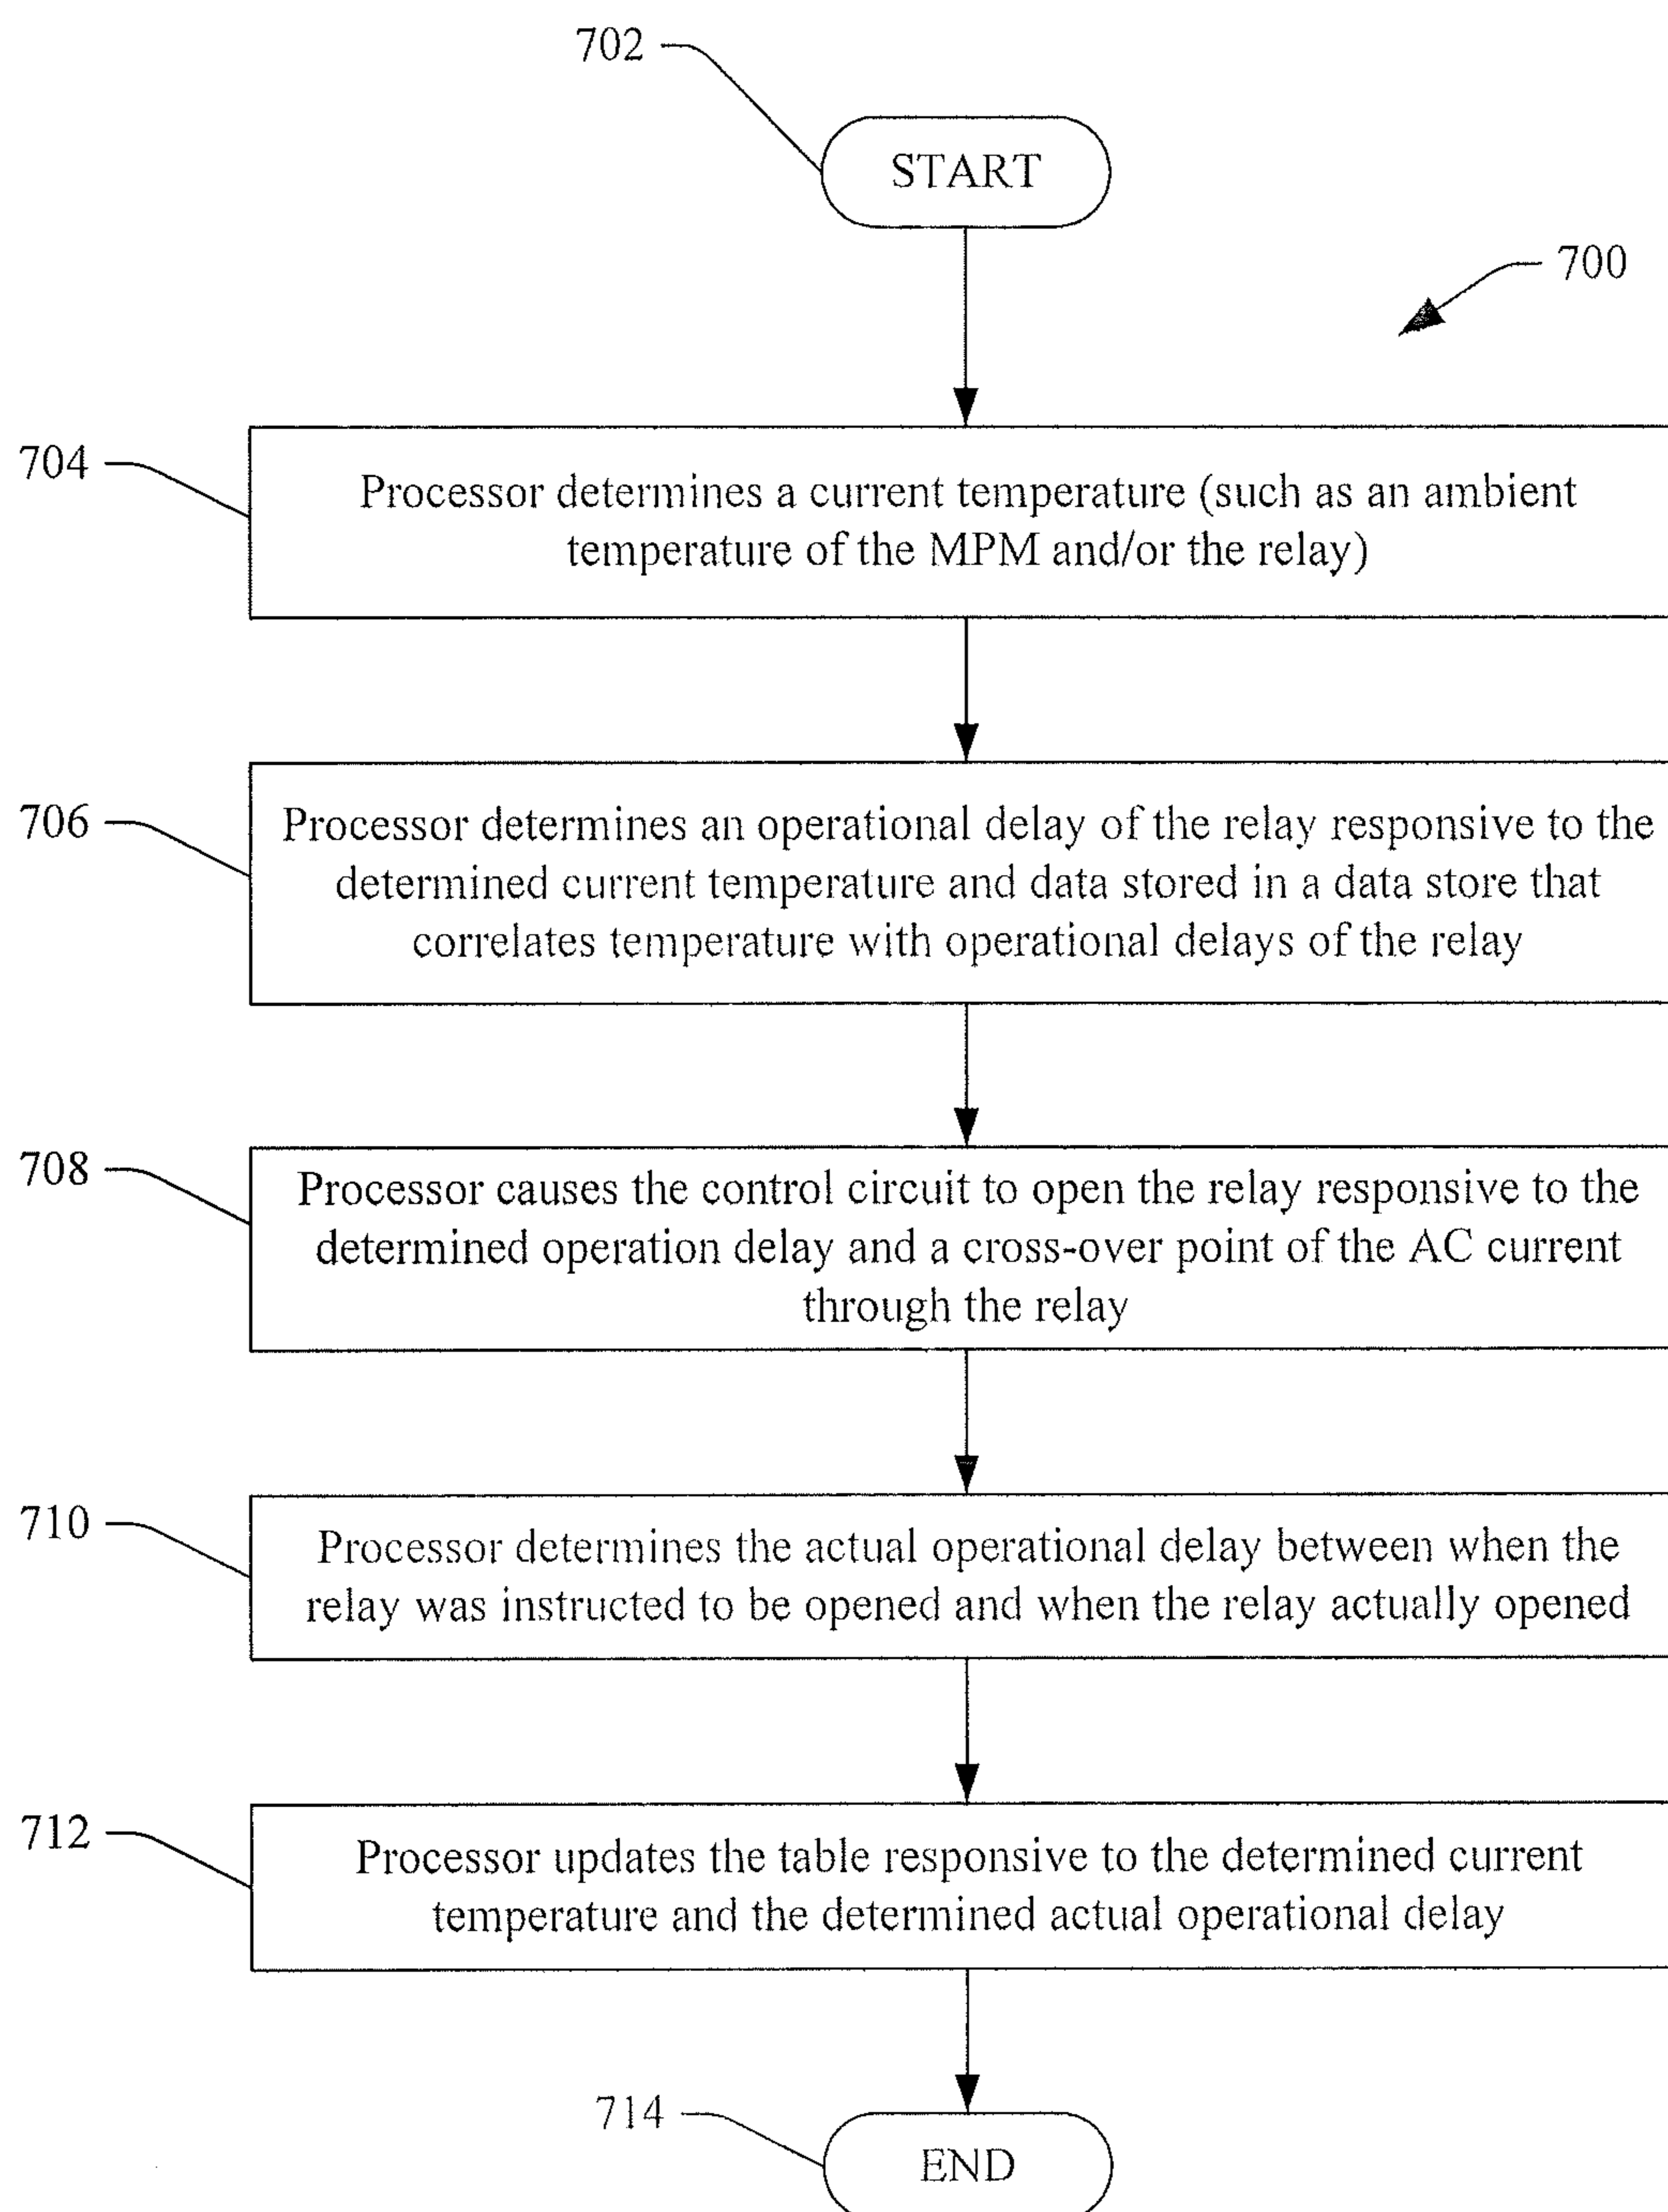 702
START
700
704
Processor determines a current temperature (such as an ambient
temperature of the MPM and/or the relay)
706
Processor determines an operational delay of the relay responsive to the
determined current temperature and data stored in a data store that
correlates temperature with operational delays of the relay
708
Processor causes the control circuit to open the relay responsive to the
determined operation delay and a cross-over point of the AC current
through the relay
710
Processor determines the actual operational delay between when the
relay was instructed to be opened and when the relay actually opened
712
Processor updates the table responsive to the determined current
temperature and the determined actual operational delay
714
END